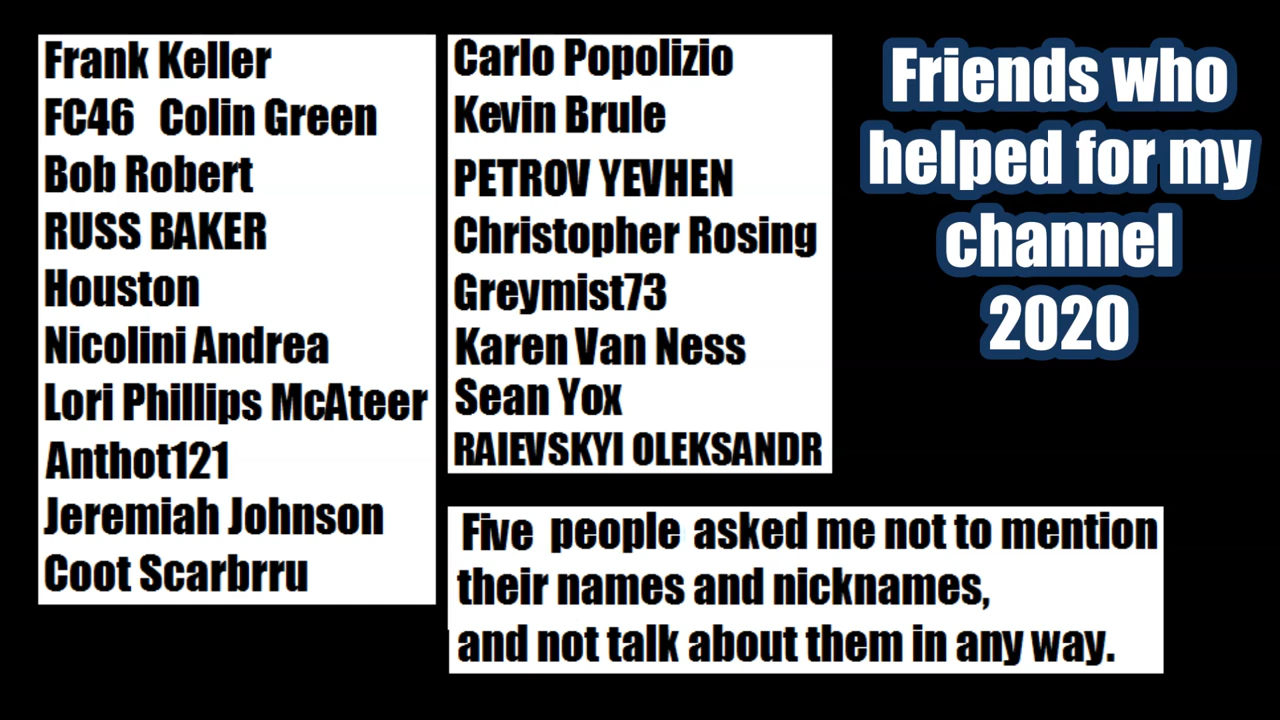 Frank Keller
FC46 Colin Green
Bob Robert
RUSS BAKER
Houston
Nicolini Andrea
Lori Phillips McAteer
Anthot121
Jeremiah Johnson
Coot Scarbrru
Carlo Popolizio
Kevin Brule
PETROV YEVHEN
Christopher Rosing
Greymist73
Karen Van Ness
Sean Yox
RAIEVSKYI OLEKSANDR
Friends who
helped for my
channel
2020
Five people asked me not to mention
their names and nicknames,
and not talk about them in any way.